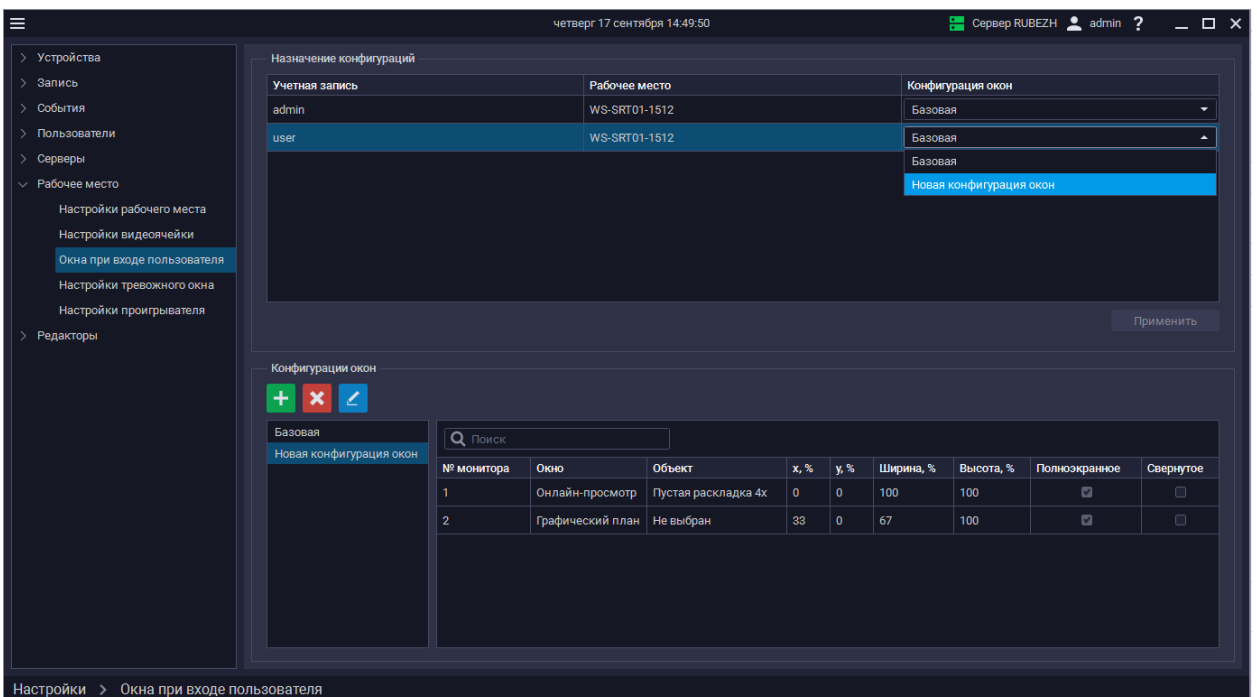 четверг 17 сентября 14:49:50 Сервер RUBEZH admin ?
Устройства
Запись
События
Пользователи
Серверы
Рабочее место
Настройки рабочего места
Настройки видеоячейки
Окна при входе пользователя
Настройки тревожного окна
Настройки проигрывателя
Редакторы
Назначение конфигураций
Учетная запись Рабочее место Конфигурация окон
admin WS-SRT01-1512 Базовая
user WS-SRT01-1512 Базовая
Базовая
Новая конфигурация окон
Применить
Конфигурации окон
Базовая
Новая конфигурация окон
Поиск
№ монитора Окно Объект x, % y, % Ширина, % Высота, % Полноэкранное Свернутое
1 Онлайн-просмотр Пустая раскладка 4x 0 0 100 100
2 Графический план Не выбран 33 0 67 100
Настройки > Окна при входе пользователя